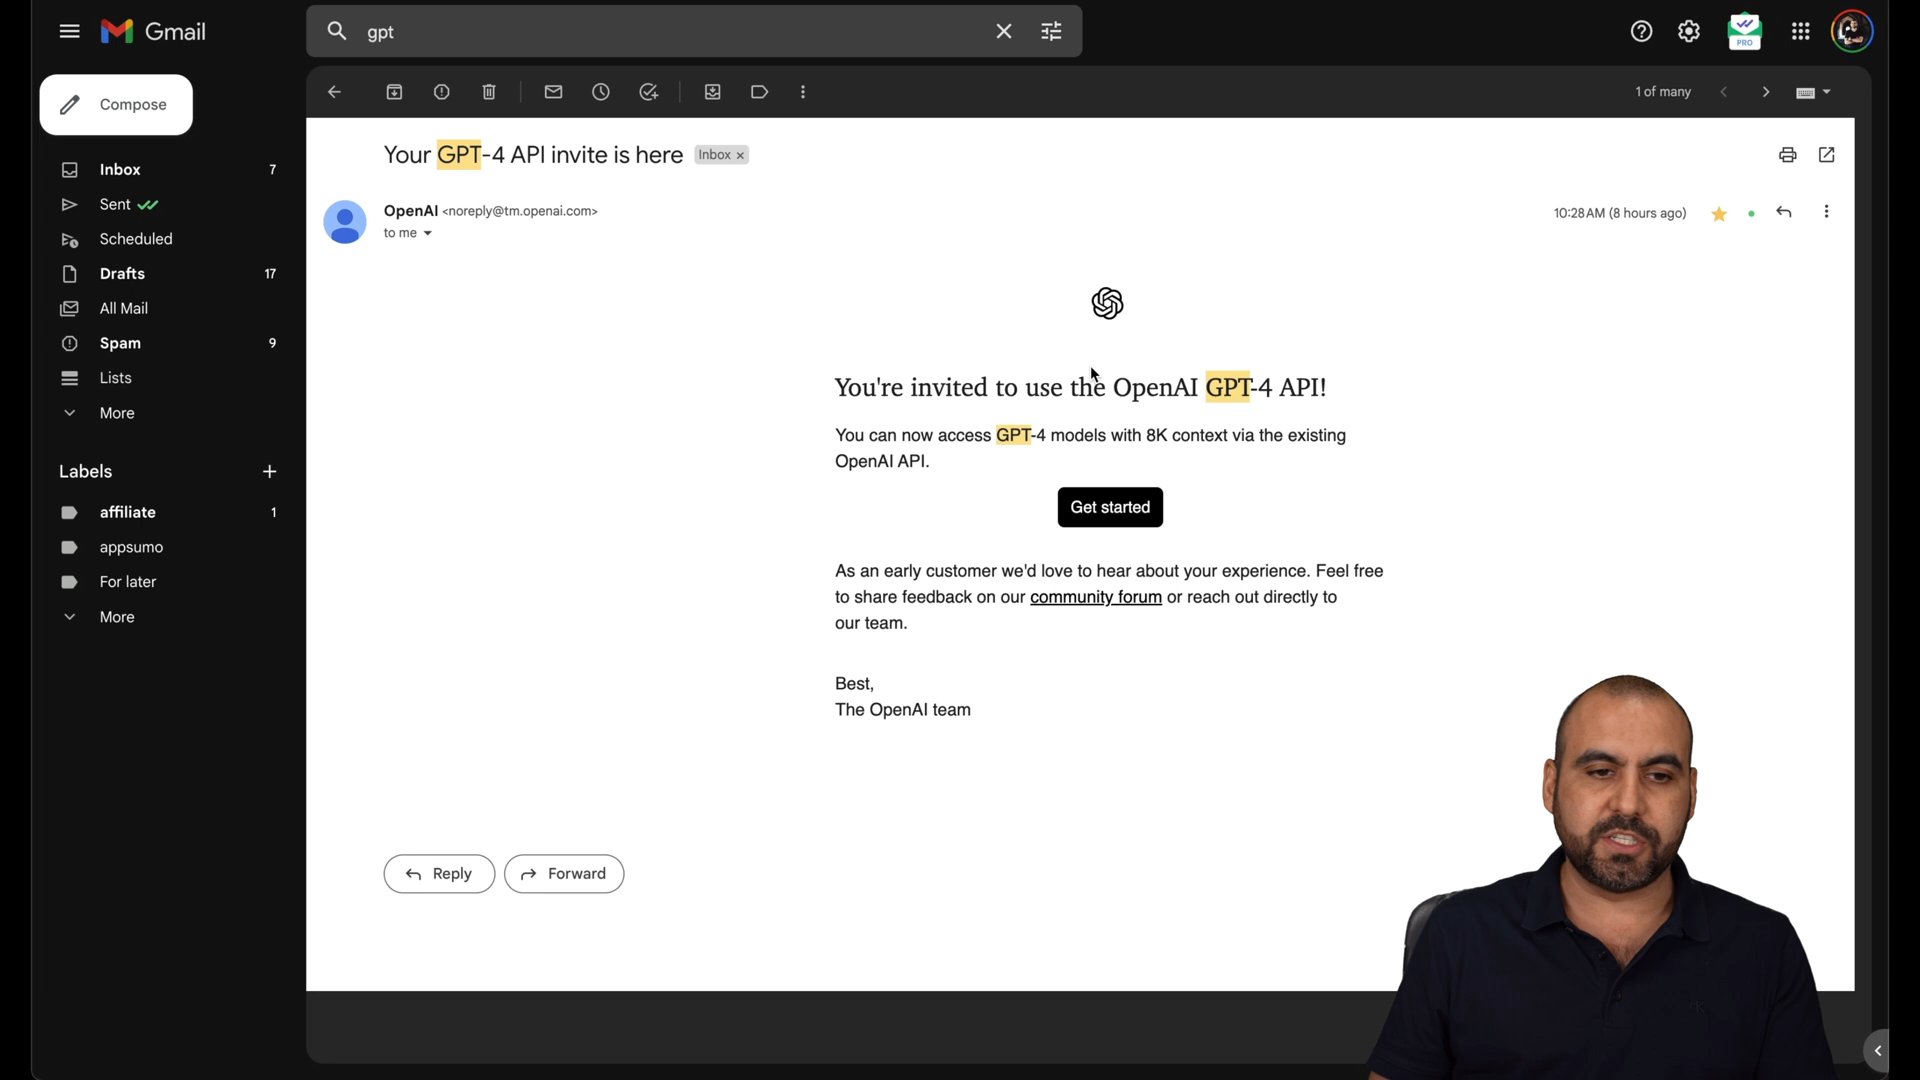 Gmail
gpt
PRO
Compose
1 of many
Inbox 7
Sent
Scheduled
Drafts 17
All Mail
Spam 9
Lists
More
Labels +
affiliate 1
appsumo
For later
More
Your GPT-4 API invite is here Inbox x
OpenAI <noreply@tm.openai.com>
to me
10:28 AM (8 hours ago)
You're invited to use the OpenAI GPT-4 API!
You can now access GPT-4 models with 8K context via the existing
OpenAI API.
Get started
As an early customer we'd love to hear about your experience. Feel free
to share feedback on our community forum or reach out directly to
our team.
Best,
The OpenAI team
Reply
Forward